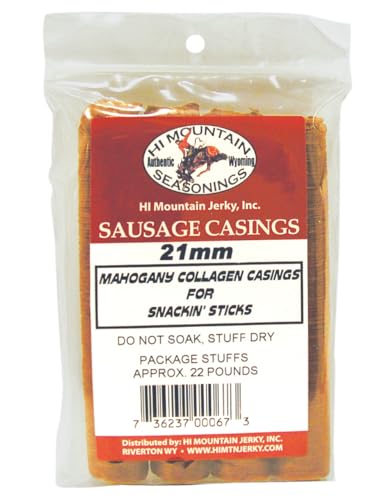 HI MOUNTAIN
Authentic Wyoming
SEASONINGS
HI Mountain Jerky, Inc.
SAUSAGE CASINGS
21mm
MAHOGANY COLLAGEN CASINGS
FOR
SNACKIN' STICKS
DO NOT SOAK, STUFF DRY
PACKAGE STUFFS
APPROX. 22 POUNDS
7 36237 00067 3
Distributed by: HI MOUNTAIN JERKY, INC.
RIVERTON WY • WWW.HIMTNJERKY.COM